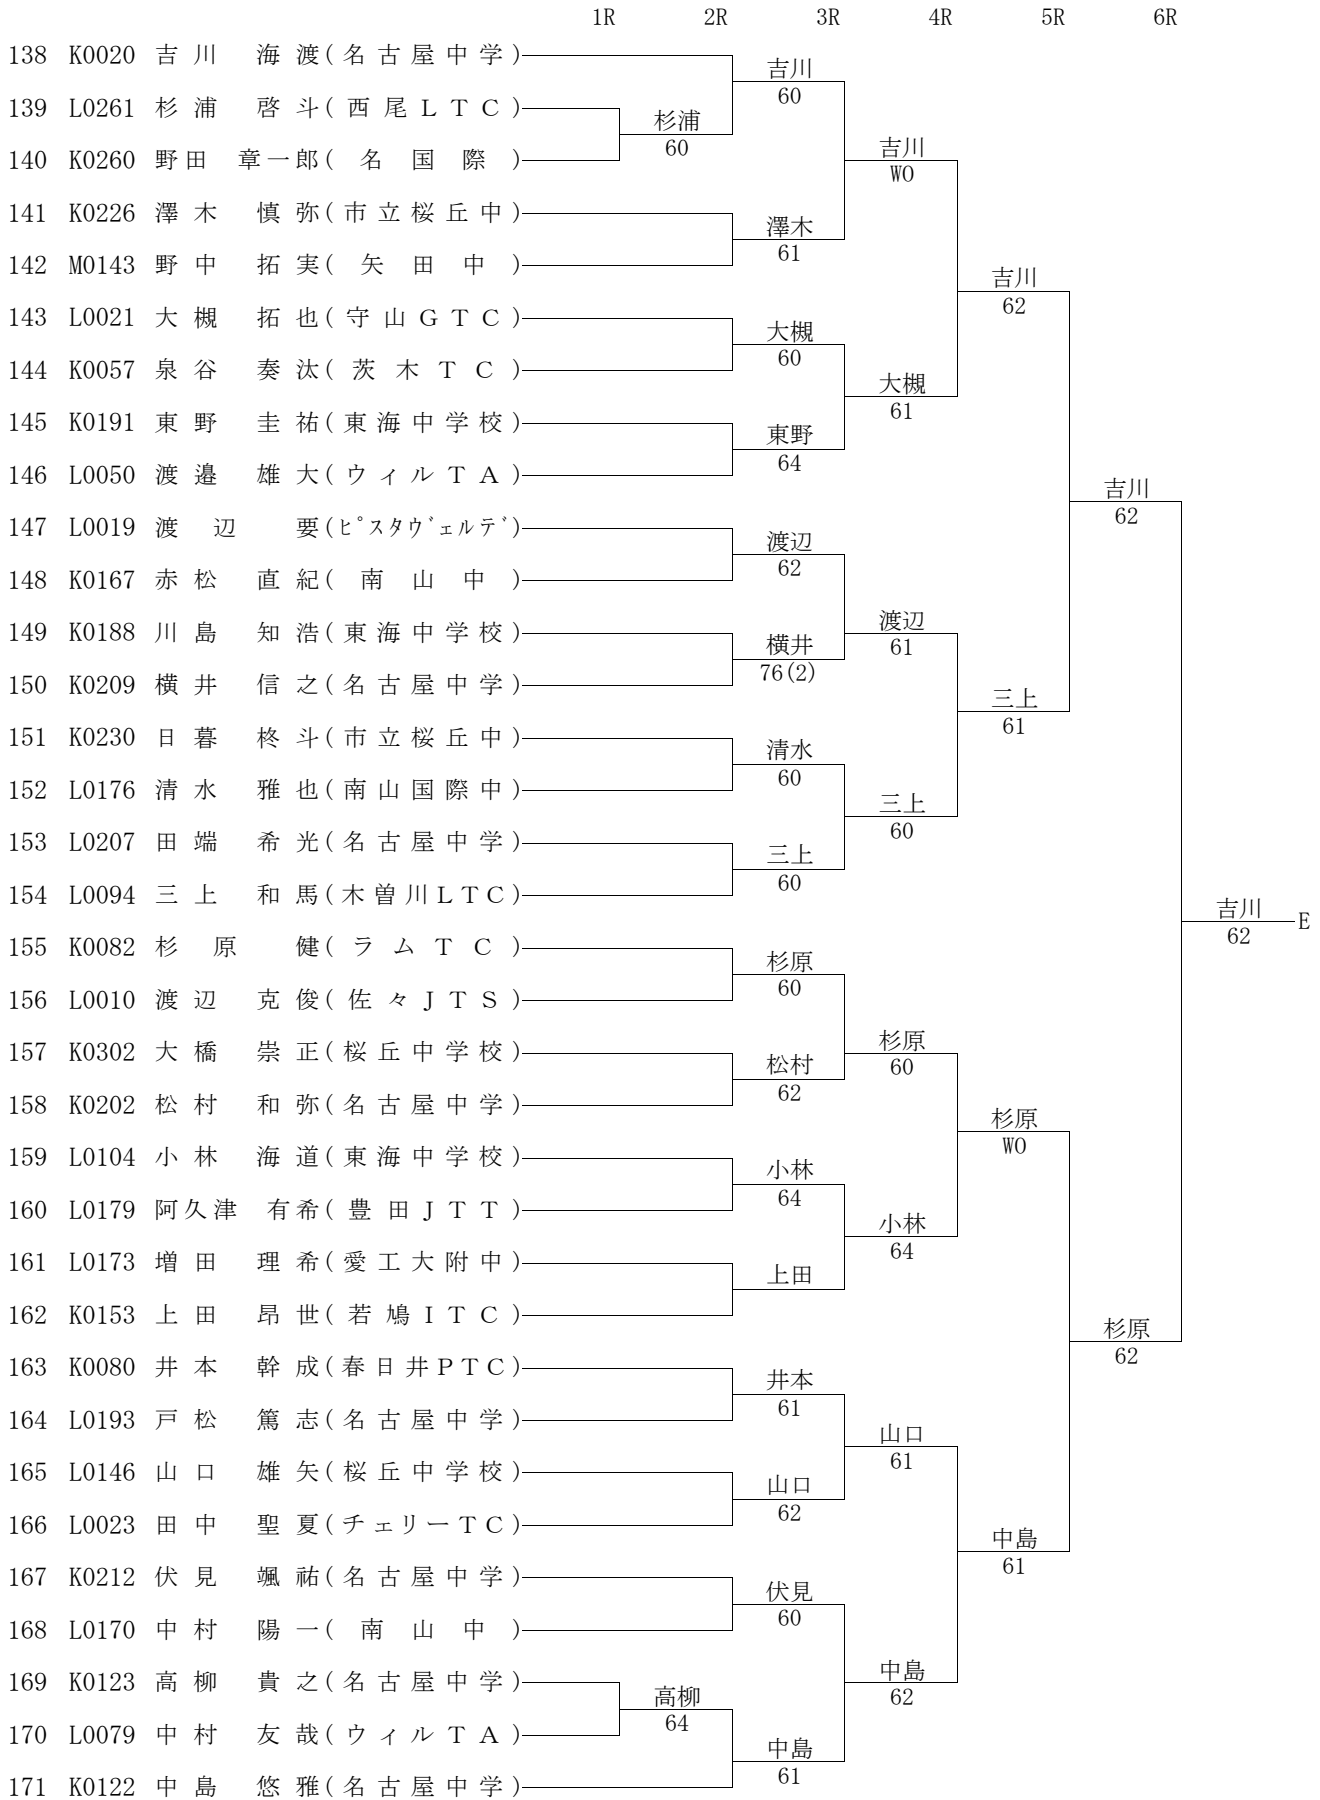 1R 2R 3R 4R 5R 6R
138 K0020 吉川 海渡(名古屋中学)
吉川
60
139 L0261 杉浦 啓斗(西尾LTC)
杉浦
60
140 K0260 野田 章一郎(名国際)
吉川
WO
141 K0226 澤木 慎弥(市立桜丘中)
澤木
61
142 M0143 野中 拓実(矢田中)
吉川
62
143 L0021 大槻 拓也(守山GTC)
大槻
60
144 K0057 泉谷 奏汰(茨木TC)
大槻
61
145 K0191 東野 圭祐(東海中学校)
東野
64
146 L0050 渡邉 雄大(ウィルTA)
吉川
62
147 L0019 渡辺 要(ピスタヴェルデ)
渡辺
62
148 K0167 赤松 直紀(南山中)
149 K0188 川島 知浩(東海中学校)
渡辺
61
横井
76(2)
150 K0209 横井 信之(名古屋中学)
三上
61
151 K0230 日暮 柊斗(市立桜丘中)
清水
60
152 L0176 清水 雅也(南山国際中)
三上
60
153 L0207 田端 希光(名古屋中学)
三上
60
154 L0094 三上 和馬(木曽川LTC)
吉川
62
E
155 K0082 杉原 健(ラムTC)
杉原
60
156 L0010 渡辺 克俊(佐々JTS)
157 K0302 大橋 崇正(桜丘中学校)
杉原
60
松村
62
158 K0202 松村 和弥(名古屋中学)
杉原
WO
159 L0104 小林 海道(東海中学校)
小林
64
160 L0179 阿久津 有希(豊田JTT)
小林
64
161 L0173 増田 理希(愛工大附中)
上田
162 K0153 上田 昂世(若鳩ITC)
杉原
62
163 K0080 井本 幹成(春日井PTC)
井本
61
164 L0193 戸松 篤志(名古屋中学)
山口
61
165 L0146 山口 雄矢(桜丘中学校)
山口
62
166 L0023 田中 聖夏(チェリーTC)
中島
61
167 K0212 伏見 颯祐(名古屋中学)
伏見
60
168 L0170 中村 陽一(南山中)
169 K0123 高柳 貴之(名古屋中学)
中島
62
高柳
64
170 L0079 中村 友哉(ウィルTA)
中島
61
171 K0122 中島 悠雅(名古屋中学)